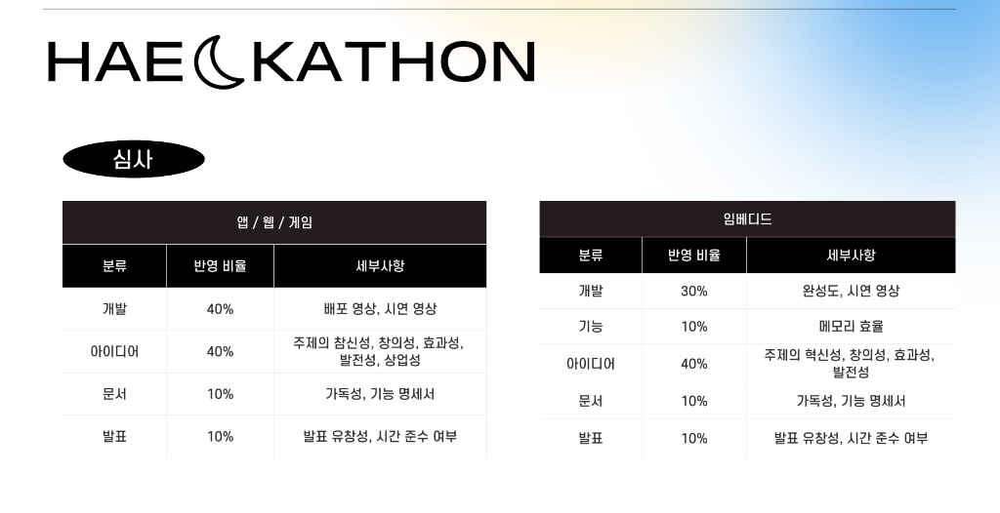 HAE KATHON
심사
앱 / 웹 / 게임
분류 반영 비율 세부사항
개발 40% 배포 영상, 시연 영상
아이디어 40% 주제의 참신성, 창의성, 효과성,
발전성, 상업성
문서 10% 가독성, 기능 명세서
발표 10% 발표 유창성, 시간 준수 여부
임베디드
분류 반영 비율 세부사항
개발 30% 완성도, 시연 영상
기능 10% 메모리 효율
아이디어 40% 주제의 혁신성, 창의성, 효과성,
발전성
문서 10% 가독성, 기능 명세서
발표 10% 발표 유창성, 시간 준수 여부